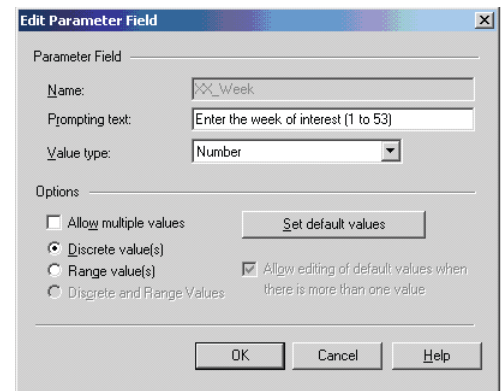 Edit Parameter Field
Parameter Field
Name: XX_Week
Prompting text: Enter the week of interest (1 to 53)
Value type: Number
Options
Allow multiple values Set default values
Discrete value(s)
Range value(s) Allow editing of default values when
Discrete and Range Values there is more than one value
OK Cancel Help